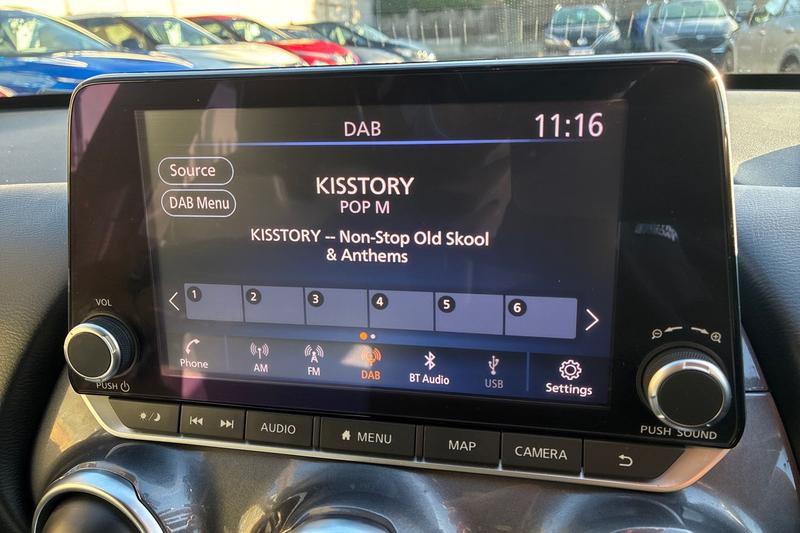 DAB
11:16
Source
KISSTORY
DAB Menu
POP M
KISSTORY -- Non-Stop Old Skool
& Anthems
1 2 3 4 5 6
Phone AM FM DAB BT Audio USB Settings
VOL
PUSH
PUSH SOUND
AUDIO MENU MAP CAMERA